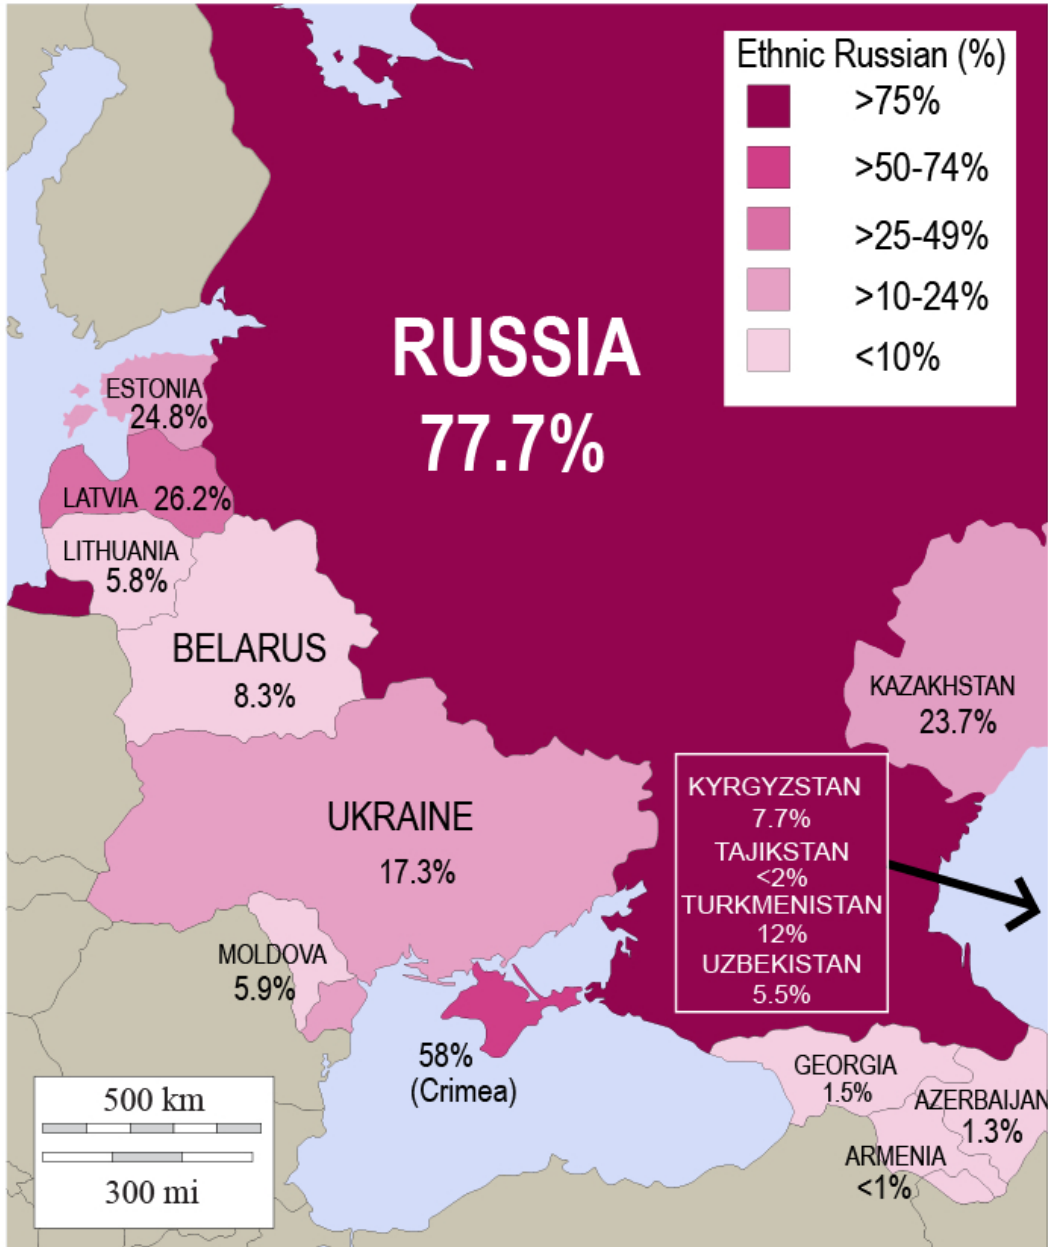 Ethnic Russian (%)
>75%
>50-74%
>25-49%
>10-24%
<10%
RUSSIA
77.7%
ESTONIA
24.8%
LATVIA 26.2%
LITHUANIA
5.8%
BELARUS
8.3%
KAZAKHSTAN
23.7%
UKRAINE
17.3%
KYRGYZSTAN
7.7%
TAJIKSTAN
<2%
TURKMENISTAN
12%
UZBEKISTAN
5.5%
MOLDOVA
5.9%
58%
(Crimea)
GEORGIA
1.5%
AZERBAIJAN
1.3%
ARMENIA
<1%
500 km
300 mi